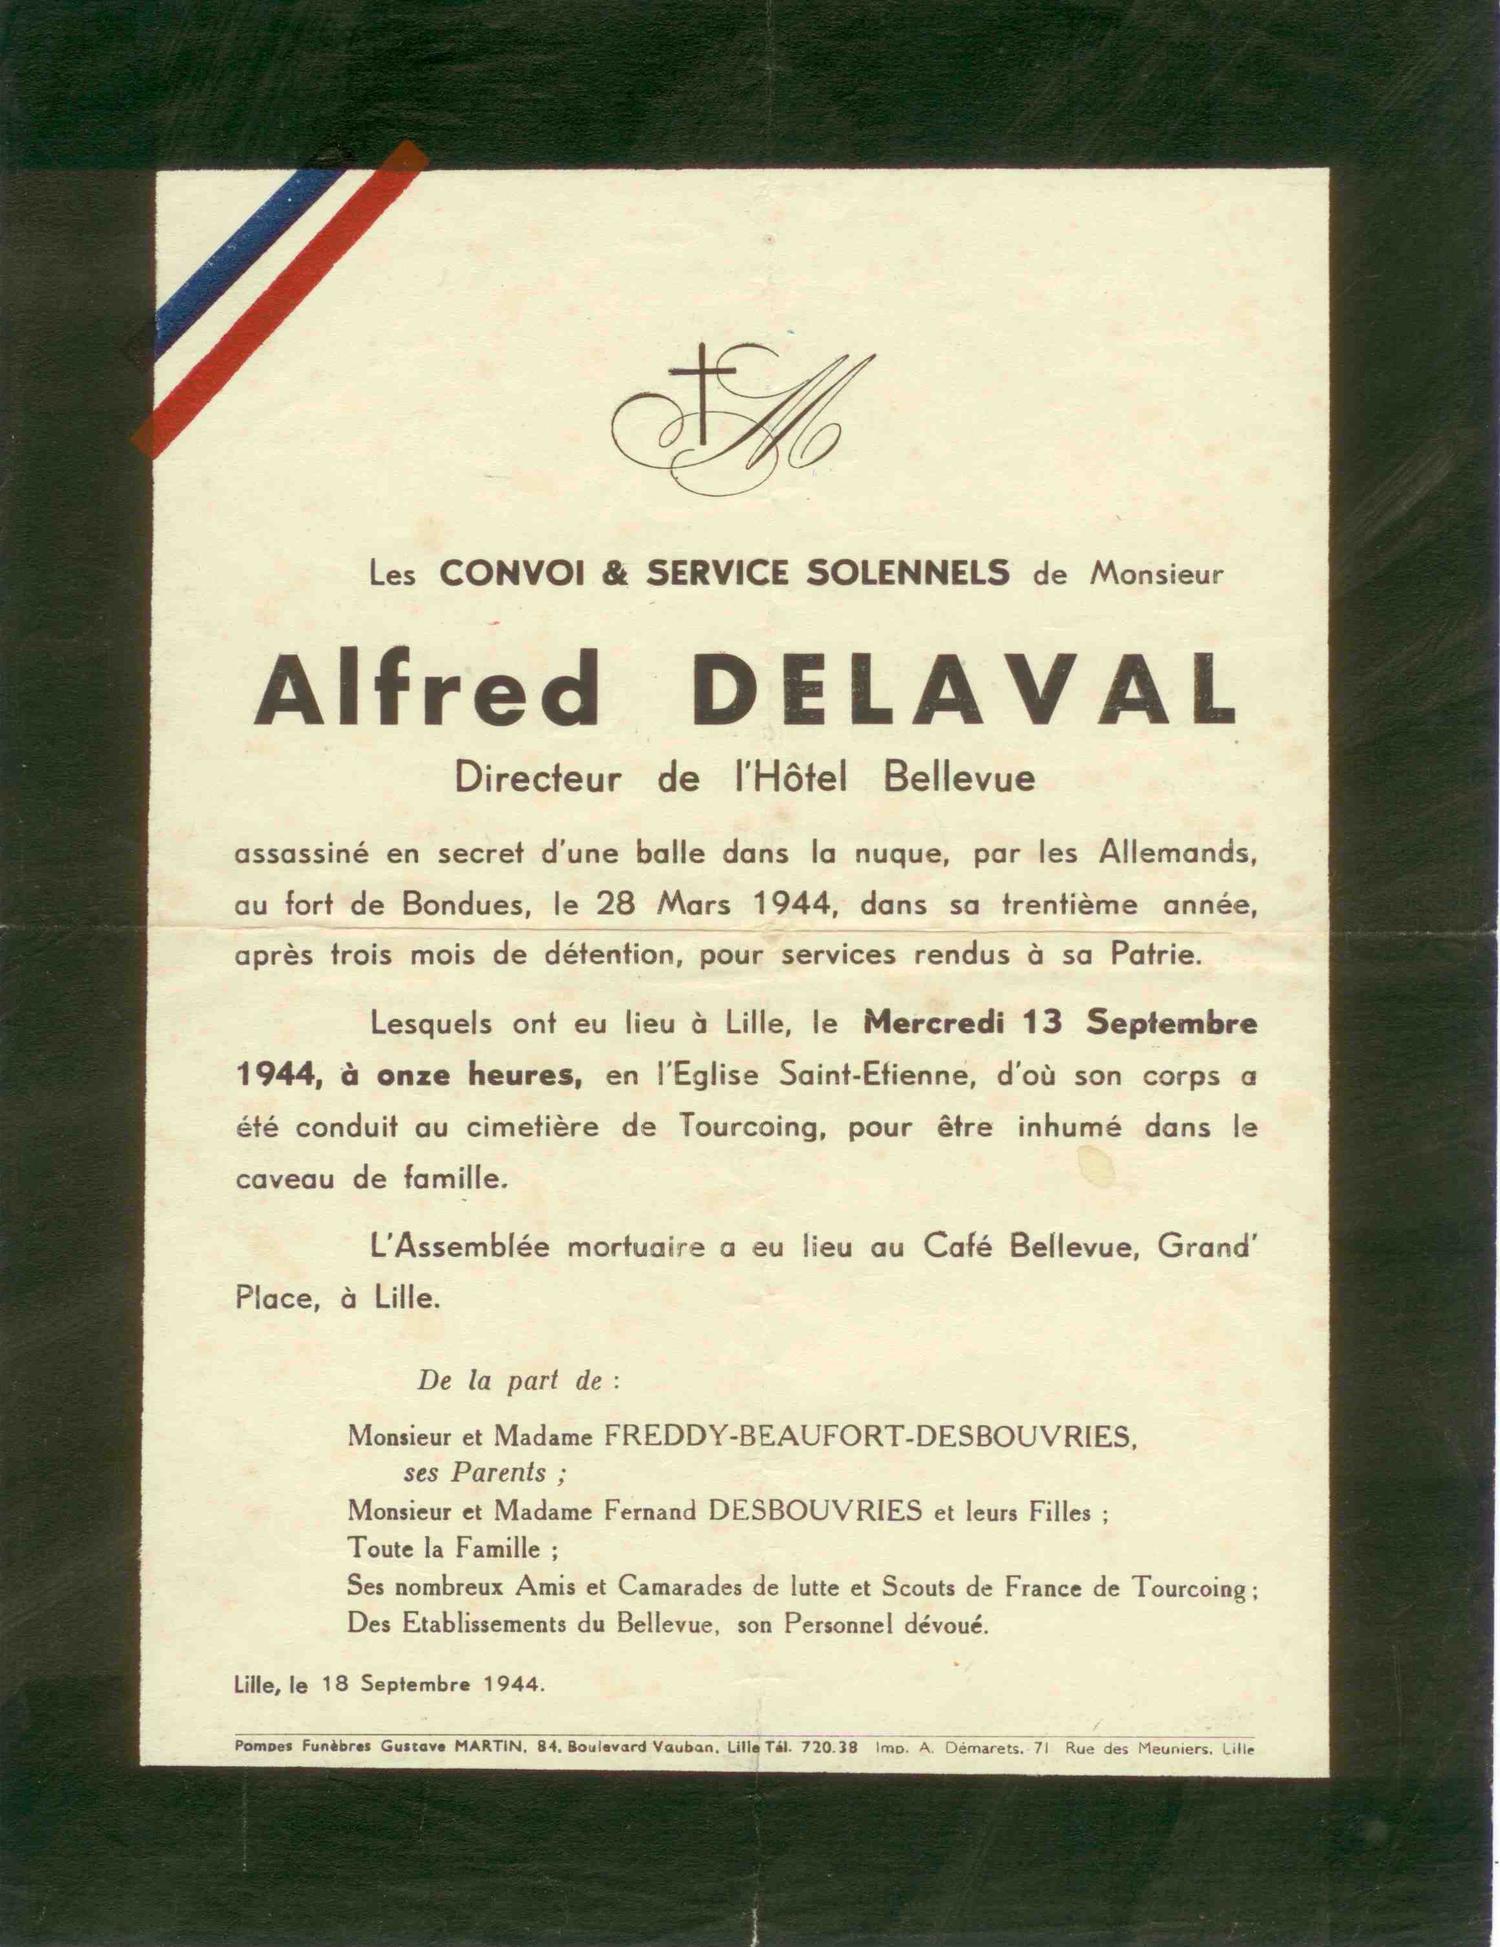 M
Les CONVOI & SERVICE SOLENNELS de Monsieur
Alfred DELAVAL
Directeur de l'Hôtel Bellevue
assassiné en secret d'une balle dans la nuque, par les Allemands,
au fort de Bondues, le 28 Mars 1944, dans sa trentième année,
après trois mois de détention, pour services rendus à sa Patrie.
Lesquels ont eu lieu à Lille, le Mercredi 13 Septembre
1944, à onze heures, en l'Eglise Saint-Etienne, d'où son corps a
été conduit au cimetière de Tourcoing, pour être inhumé dans le
caveau de famille.
L'Assemblée mortuaire a eu lieu au Café Bellevue, Grand'
Place, à Lille.
De la part de :
Monsieur et Madame FREDDY-BEAUFORT-DESBOUVRIES,
ses Parents ;
Monsieur et Madame Fernand DESBOUVRIES et leurs Filles ;
Toute la Famille ;
Ses nombreux Amis et Camarades de lutte et Scouts de France de Tourcoing ;
Des Etablissements du Bellevue, son Personnel dévoué.
Lille, le 18 Septembre 1944.
Pompes Funèbres Gustave MARTIN, 84, Boulevard Vauban, Lille Tél. 720.38 Imp. A. Démarets, 71 Rue des Meuniers, Lille